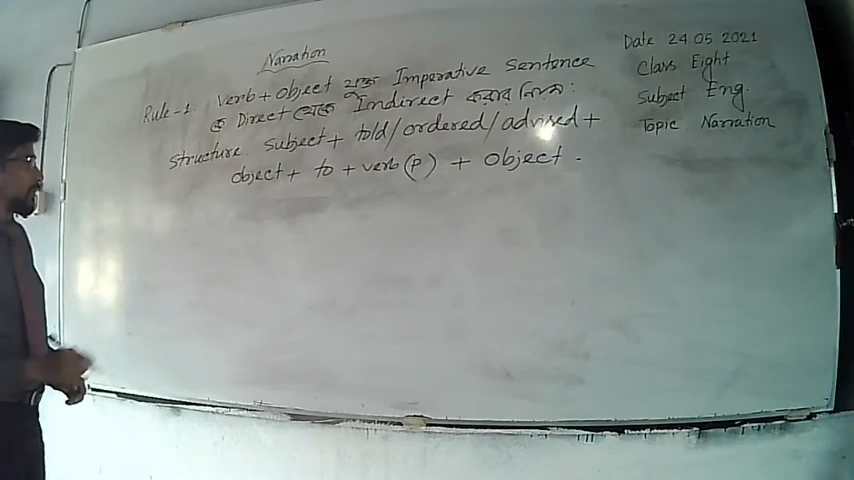 Narration
Rule-1 Verb + object যুক্ত Imperative Sentence
কে Direct থেকে Indirect করার নিয়ম:
Structure. Subject + told/ordered/advised +
object + to + verb (p) + object.
Date 24 05 2021
Class Eight
Subject Eng.
Topic Narration